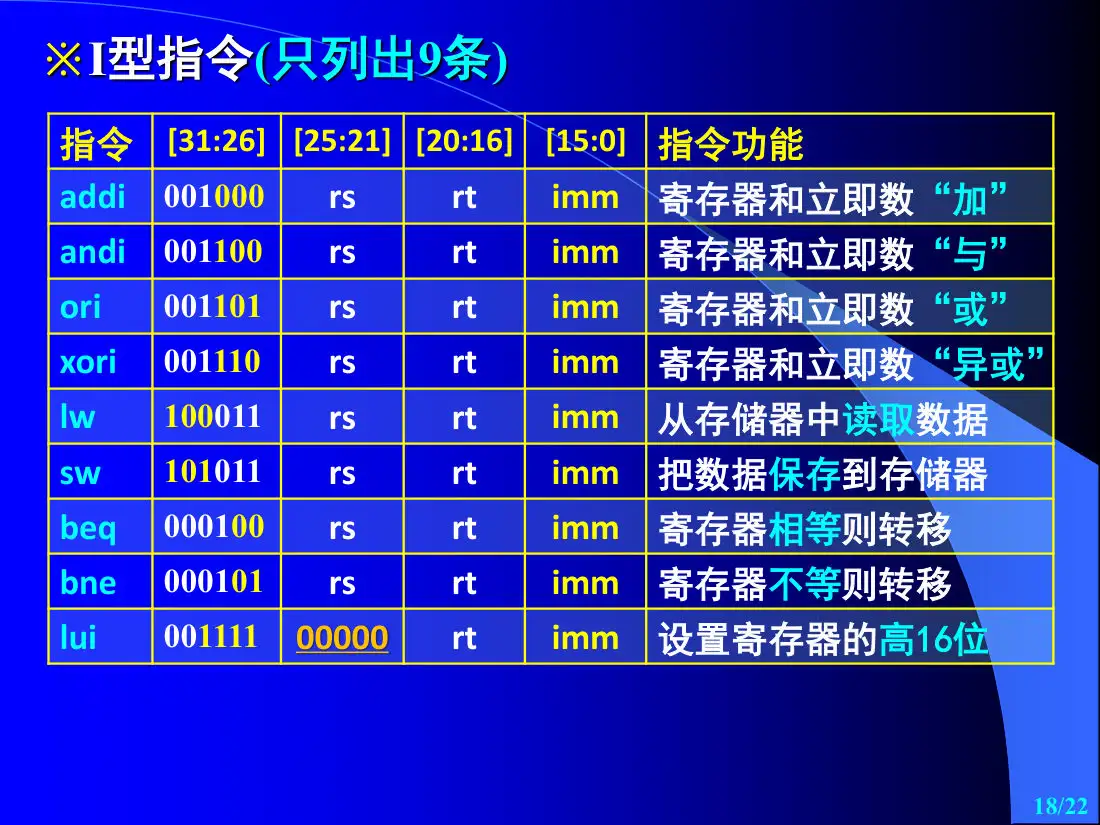 ※I型指令(只列出9条)
指令 [31:26] [25:21] [20:16] [15:0] 指令功能
addi 001000 rs rt imm 寄存器和立即数“加”
andi 001100 rs rt imm 寄存器和立即数“与”
ori 001101 rs rt imm 寄存器和立即数“或”
xori 001110 rs rt imm 寄存器和立即数“异或”
lw 100011 rs rt imm 从存储器中读取数据
sw 101011 rs rt imm 把数据保存到存储器
beq 000100 rs rt imm 寄存器相等则转移
bne 000101 rs rt imm 寄存器不等则转移
lui 001111 00000 rt imm 设置寄存器的高16位
18/22